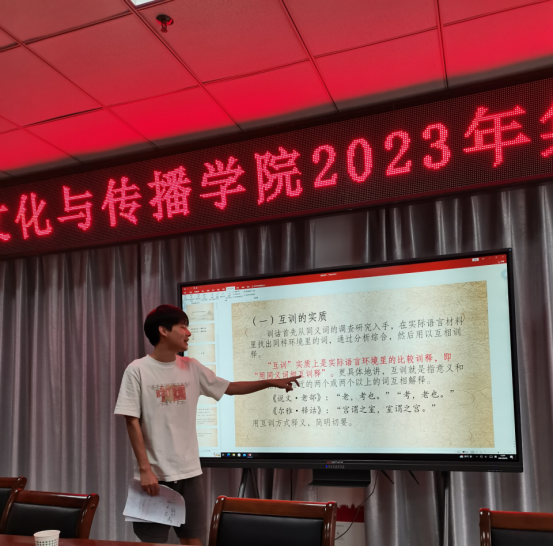 文化与传播学院2023年
(一)互训的实质
训诂首先从同义词的调查研究入手,在实际语言材料
里找出同样环境里的词,通过分析综合,然后用以互相训
释。
“互训”实质上是实际语言环境里的比较训释,即
“用同义词相互训释”。更具体地讲,互训就是指意义和
近的两个或两个以上的词互相解释。
《说文·老部》:“老,考也。”“考,老也。”
《尔雅·释诂》:“宫谓之室,室谓之宫。”
用互训方式释义,简明切要。